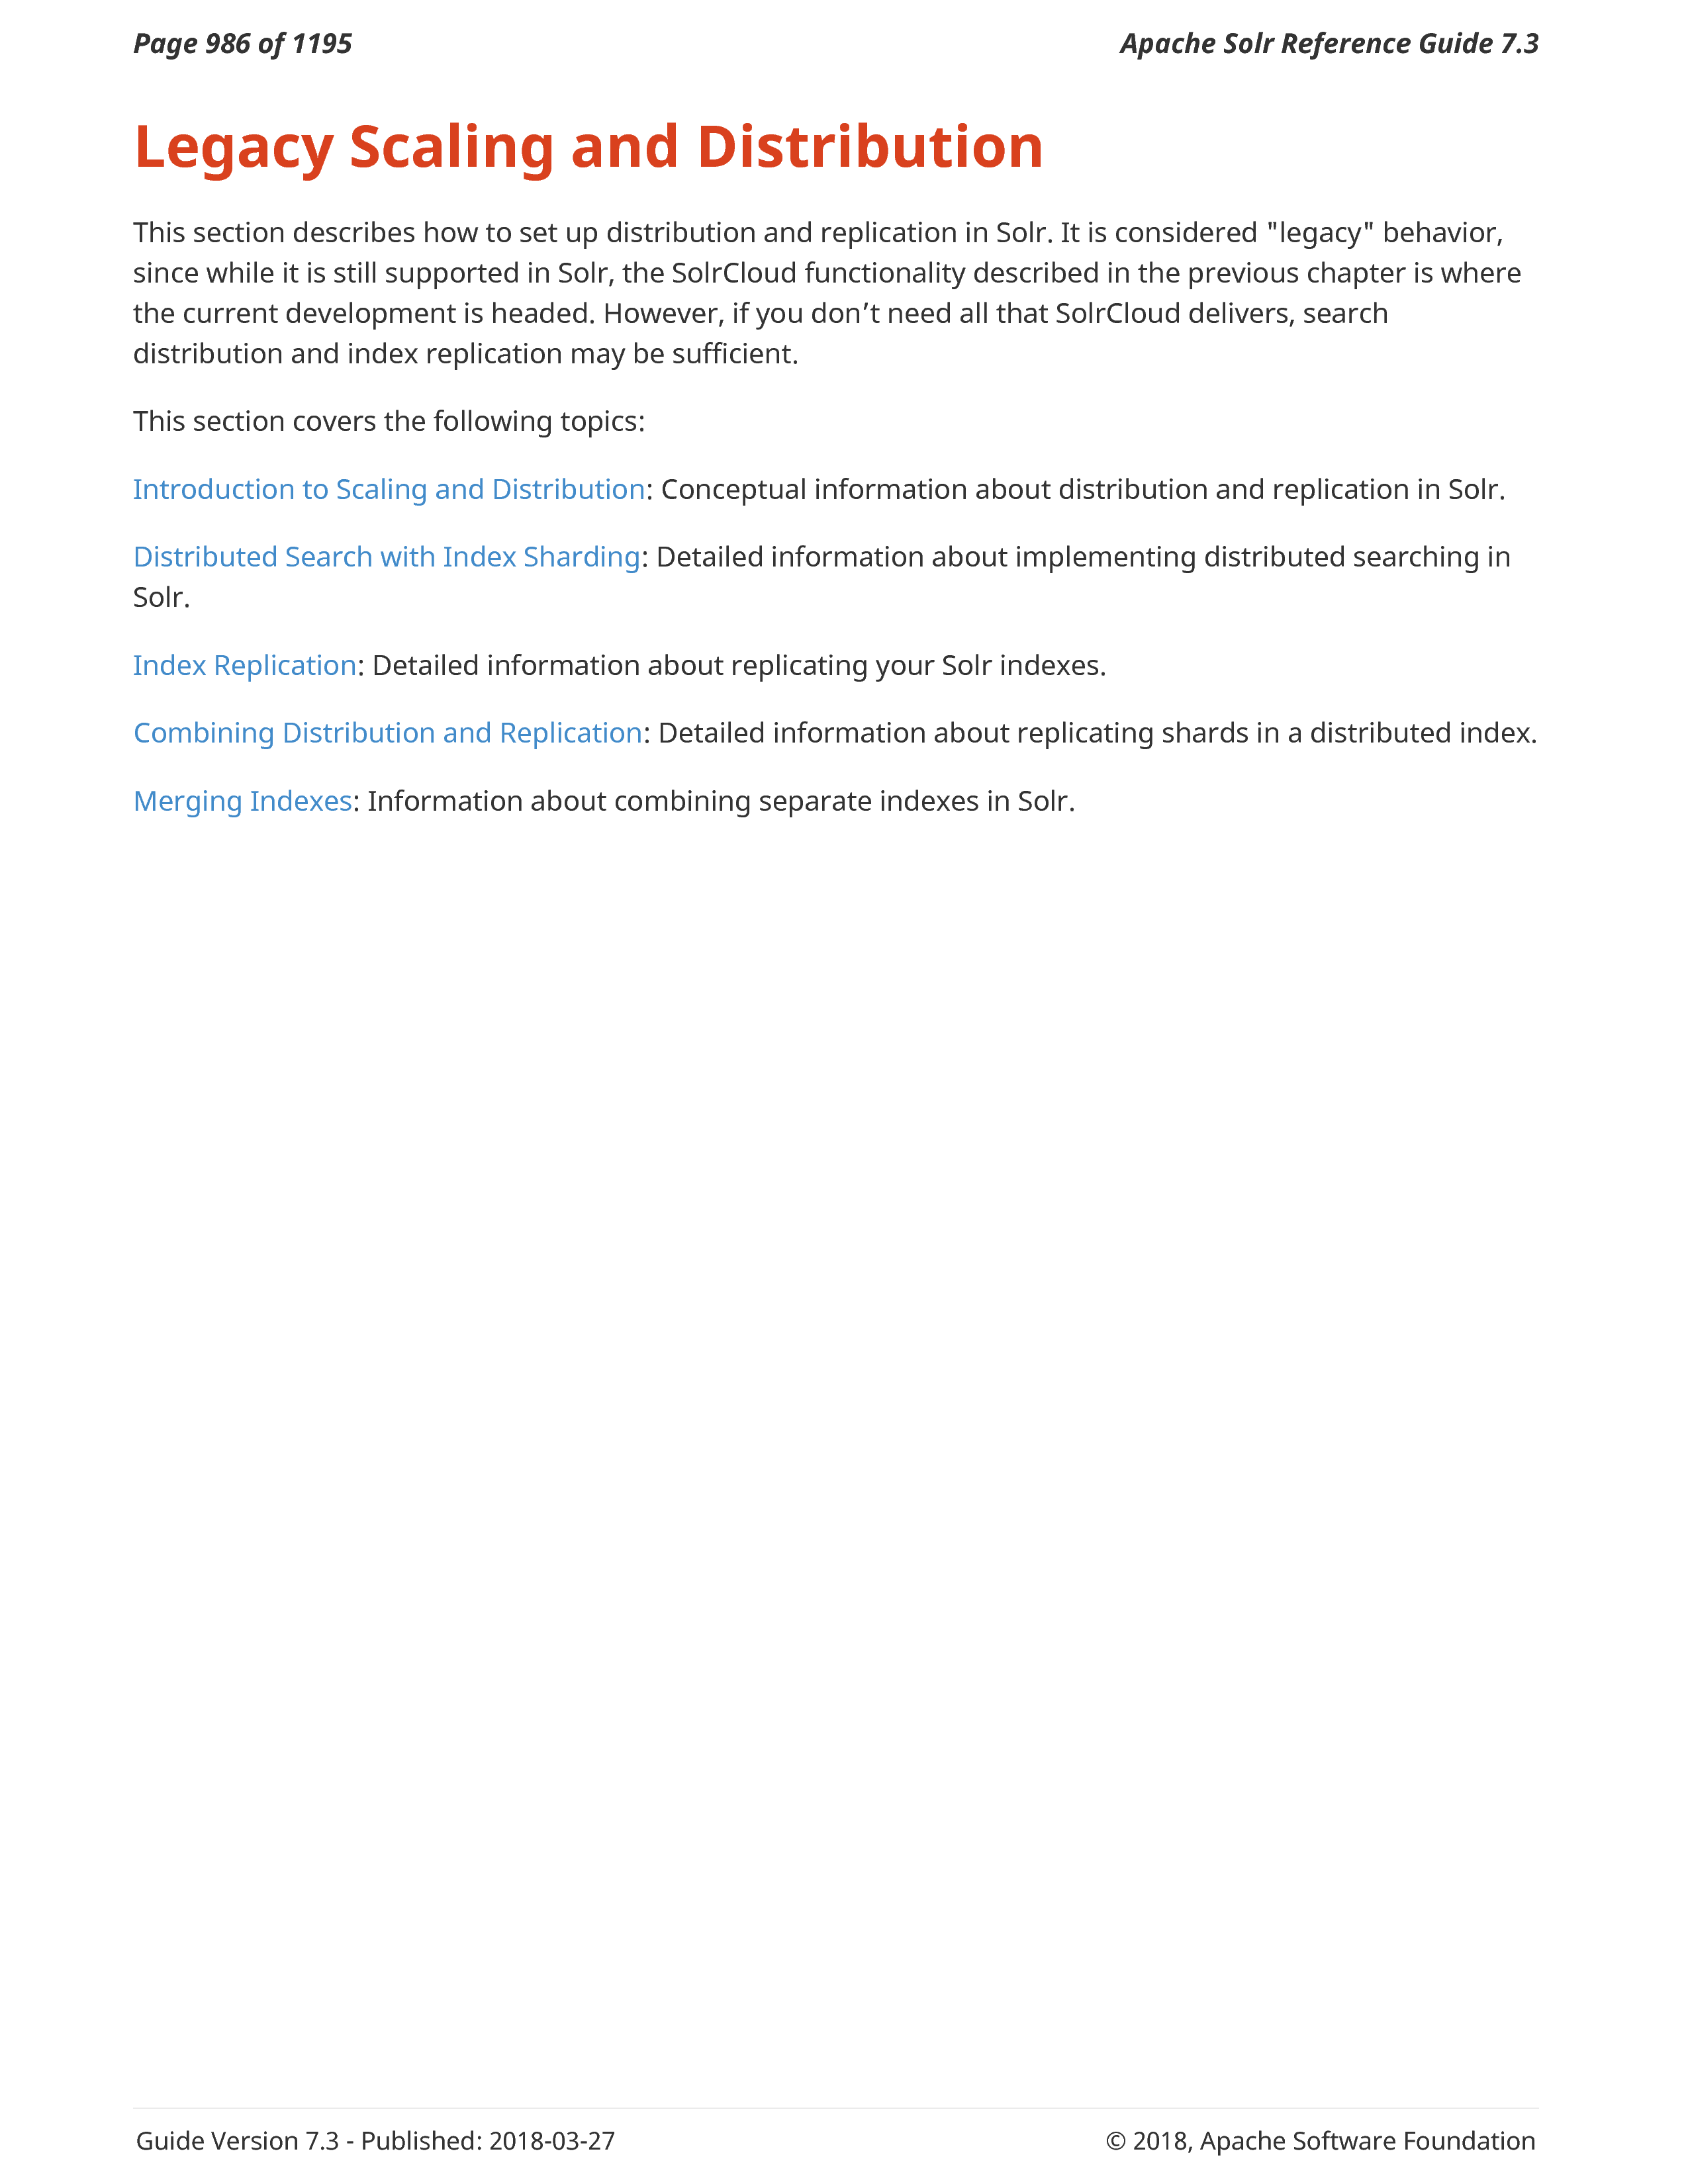 Page 986 of 1195
Apache Solr Reference Guide 7.3
Legacy Scaling and Distribution
This section describes how to set up distribution and replication in Solr. It is considered "legacy" behavior,
since while it is still supported in Solr, the SolrCloud functionality described in the previous chapter is where
the current development is headed. However, if you don’t need all that SolrCloud delivers, search
distribution and index replication may be sufficient.
This section covers the following topics:
Introduction to Scaling and Distribution: Conceptual information about distribution and replication in Solr.
Distributed Search with Index Sharding: Detailed information about implementing distributed searching in
Solr.
Index Replication: Detailed information about replicating your Solr indexes.
Combining Distribution and Replication: Detailed information about replicating shards in a distributed index.
Merging Indexes: Information about combining separate indexes in Solr.
Guide Version 7.3 - Published: 2018-03-27
© 2018, Apache Software Foundation